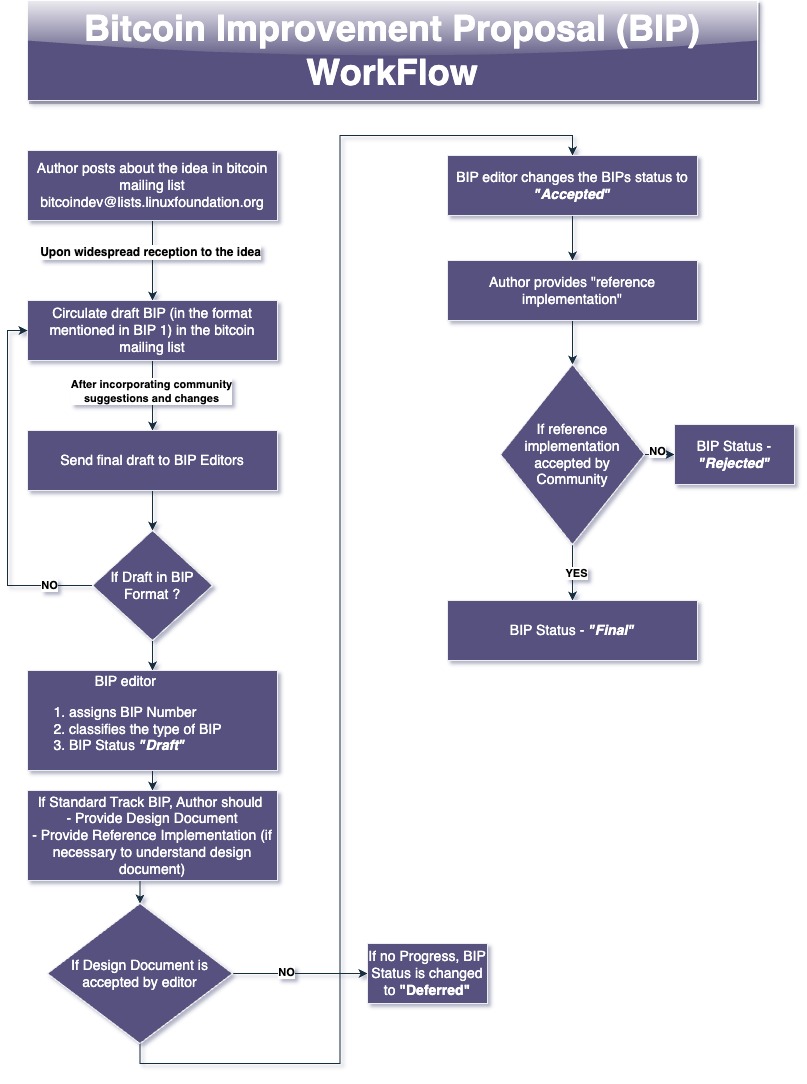 Bitcoin Improvement Proposal (BIP)
WorkFlow
Author posts about the idea in bitcoin
mailing list
bitcoindev@lists.linuxfoundation.org
Upon widespread reception to the idea
Circulate draft BIP (in the format
mentioned in BIP 1) in the bitcoin
mailing list
After incorporating community
suggestions and changes
Send final draft to BIP Editors
If Draft in BIP
Format ?
NO
BIP editor
1. assigns BIP Number
2. classifies the type of BIP
3. BIP Status "Draft"
If Standard Track BIP, Author should
- Provide Design Document
- Provide Reference Implementation (if
necessary to understand design
document)
If Design Document is
accepted by editor
NO
If no Progress, BIP
Status is changed
to "Deferred"
BIP editor changes the BIPs status to
"Accepted"
Author provides "reference
implementation"
If reference
implementation
accepted by
Community
NO
BIP Status -
"Rejected"
YES
BIP Status - "Final"